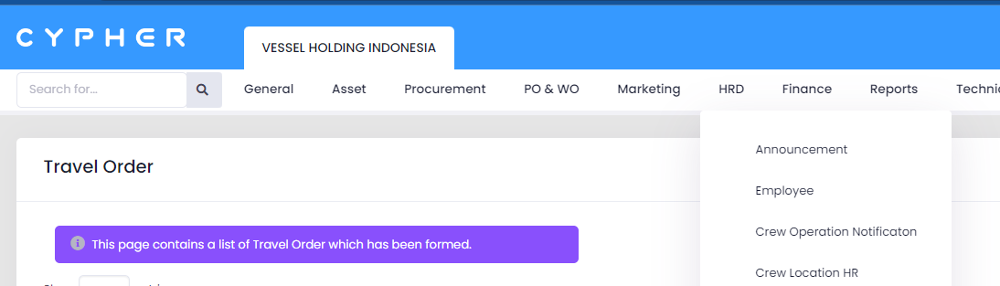 CYPHER
VESSEL HOLDING INDONESIA
Search for...
General Asset Procurement PO & WO Marketing HRD Finance Reports
Announcement
Travel Order
Employee
Crew Operation Notificaton
This page contains a list of Travel Order which has been formed.
Crew Location HR